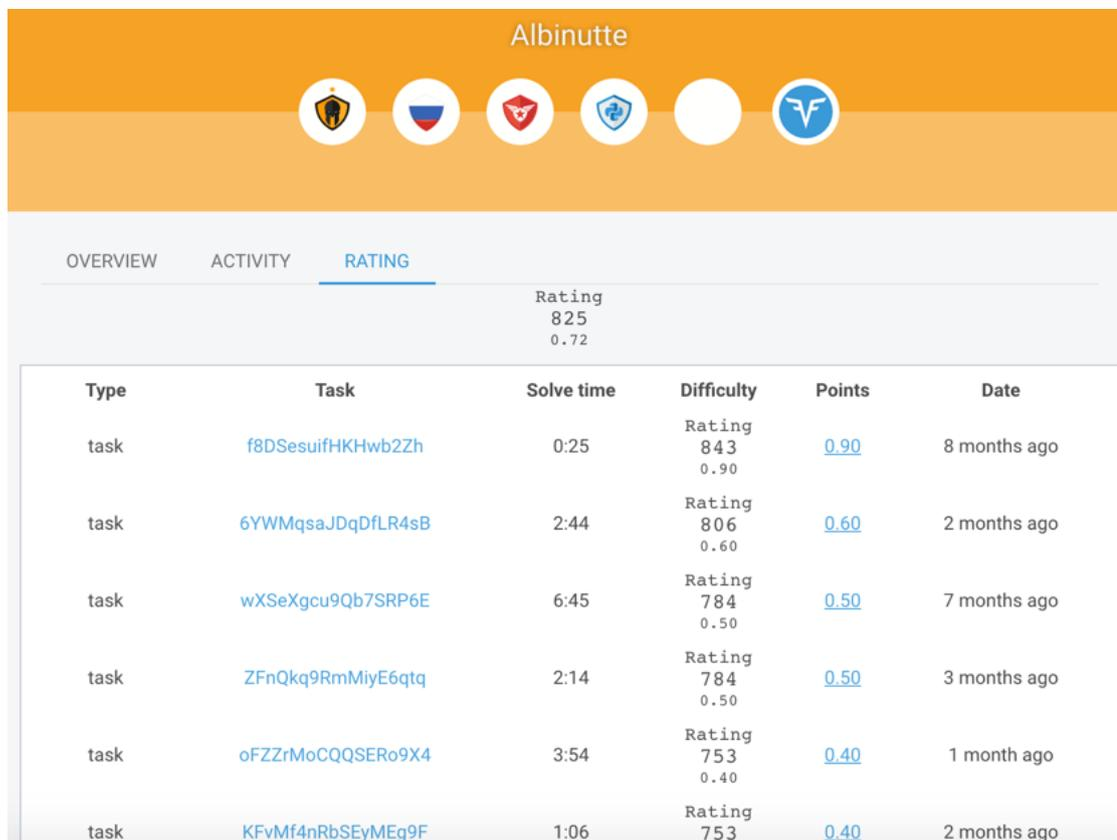 Albinutte
OVERVIEW ACTIVITY RATING
Rating
825
0.72
Type Task Solve time Difficulty Points Date
Rating
task f8DSesuifHKHwb2Zh 0:25 843 0.90 8 months ago
0.90
Rating
task 6YWMqsaJDqDfLR4sB 2:44 806 0.60 2 months ago
0.60
Rating
task wXSeXgcu9Qb7SRP6E 6:45 784 0.50 7 months ago
0.50
Rating
task ZFnQkq9RmMiyE6qtq 2:14 784 0.50 3 months ago
0.50
Rating
task oFZZrMoCQQSERo9X4 3:54 753 0.40 1 month ago
0.40
Rating
task KFvMf4nRbSEyMEg9F 1:06 753 0.40 2 months ago